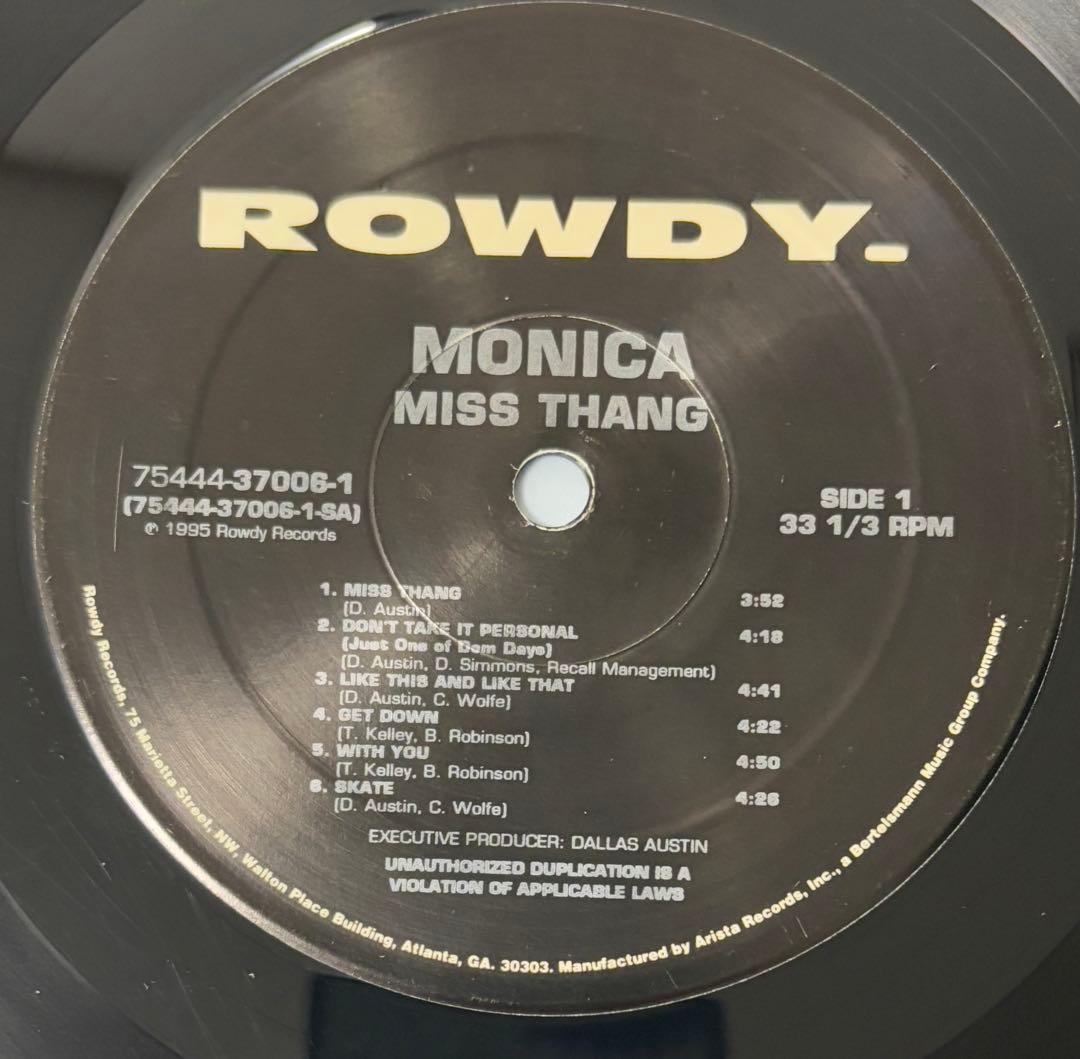 ROWDY.
MONICA
MISS THANG
75444-37006-1
(75444-37006-1-SA)
℗ 1995 Rowdy Records
SIDE 1
33 1/3 RPM
1. MISS THANG 3:52
(D. Austin)
2. DON'T TAKE IT PERSONAL 4:18
(Just One of Dem Days)
(D. Austin, D. Simmons, Recall Management)
3. LIKE THIS AND LIKE THAT 4:41
(D. Austin, C. Wolfe)
4. GET DOWN 4:22
(T. Kelley, B. Robinson)
5. WITH YOU 4:50
(T. Kelley, B. Robinson)
6. SKATE 4:26
(D. Austin, C. Wolfe)
EXECUTIVE PRODUCER: DALLAS AUSTIN
UNAUTHORIZED DUPLICATION IS A
VIOLATION OF APPLICABLE LAWS
Rowdy Records, 75 Marietta Street, NW, Walton Place Building, Atlanta, GA. 30303. Manufactured by Arista Records, Inc., a Bertelsmann Music Group Company.